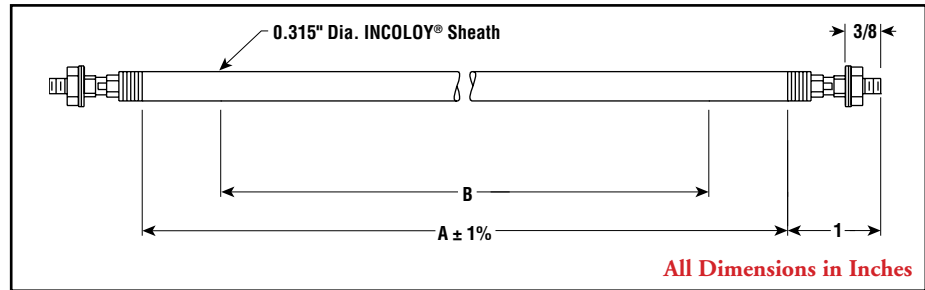 0.315" Dia. INCOLOY® Sheath
3/8
B
A ± 1%
1
All Dimensions in Inches